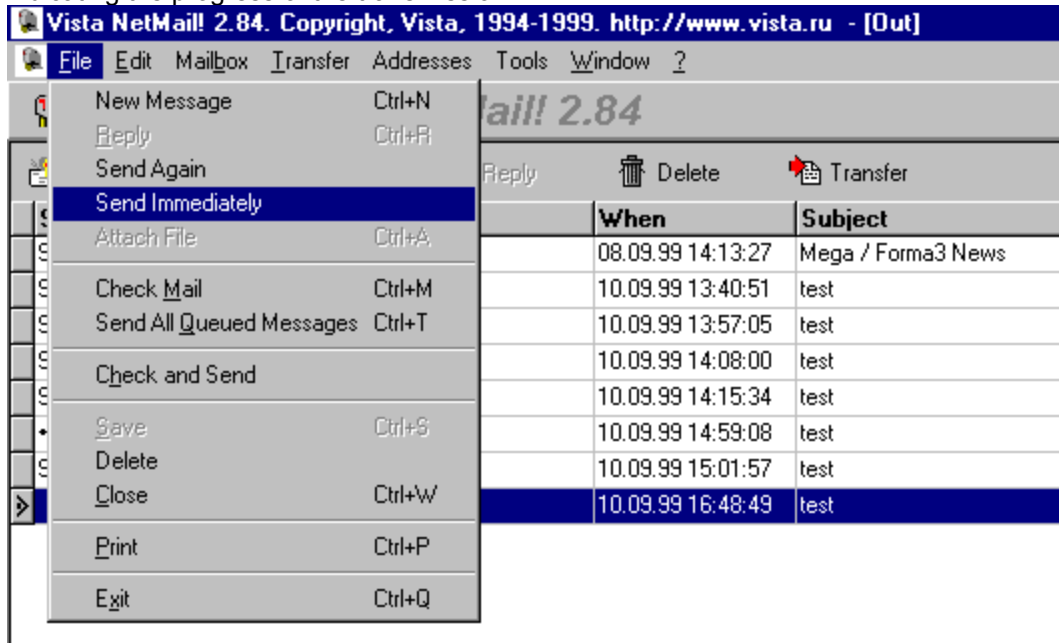 Vista NetMail! 2.84. Copyright, Vista, 1994-1999. http://www.vista.ru - [Out]
File Edit Mailbox Transfer Addresses Tools Window ?
New Message Ctrl+N
Reply Ctrl+R
Send Again
Send Immediately
Attach File Ctrl+A
Check Mail Ctrl+M
Send All Queued Messages Ctrl+T
Check and Send
Save Ctrl+S
Delete
Close Ctrl+W
Print Ctrl+P
Exit Ctrl+Q
Mail! 2.84
Reply Delete Transfer
When Subject
08.09.99 14:13:27 Mega / Forma3 News
10.09.99 13:40:51 test
10.09.99 13:57:05 test
10.09.99 14:08:00 test
10.09.99 14:15:34 test
10.09.99 14:59:08 test
10.09.99 15:01:57 test
10.09.99 16:48:49 test